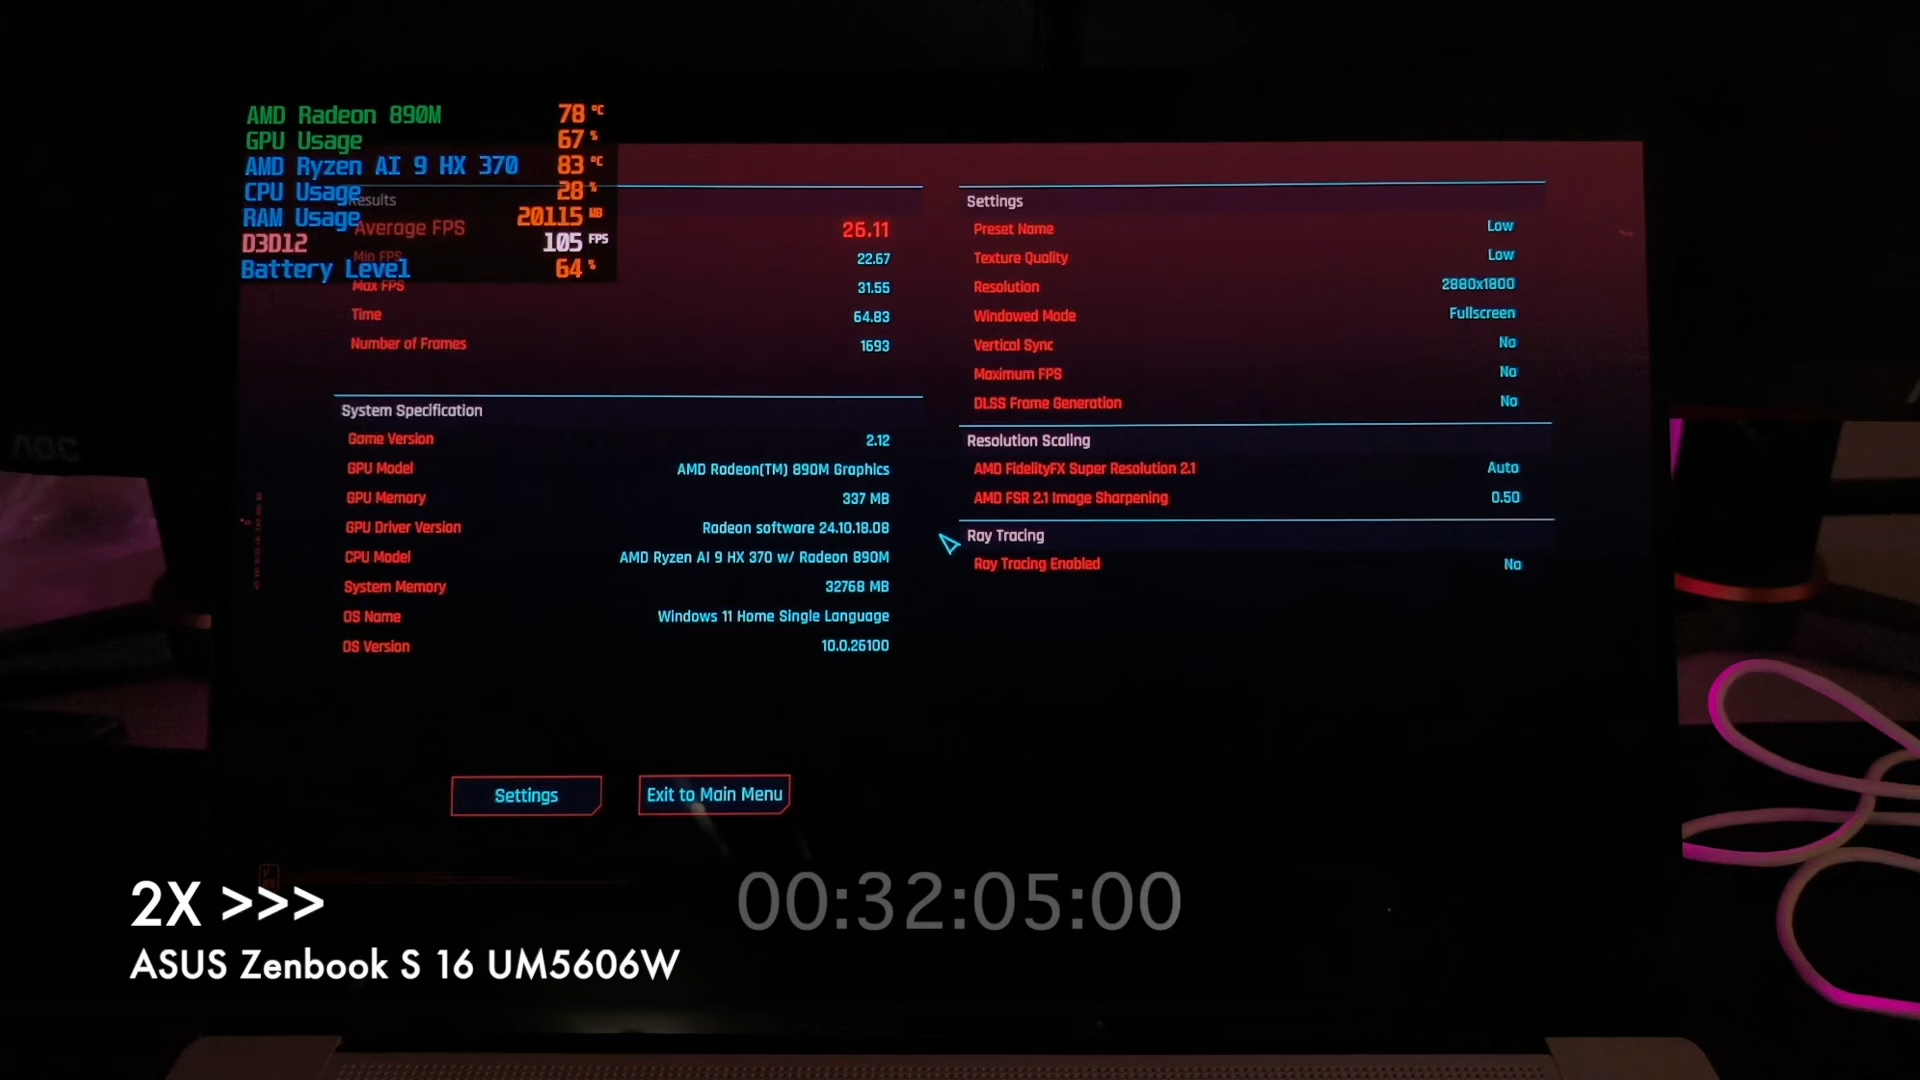 AMD Radeon 890M 78 °C
GPU Usage 67 %
AMD Ryzen AI 9 HX 370 83 °C
CPU Usage 28 %
RAM Usage 20115 MB
D3D12 105 FPS
Battery Level 64 %
Results
Average FPS 26.11
Min FPS 22.67
Max FPS 31.55
Time 64.83
Number of Frames 1693
System Specification
Game Version 2.12
GPU Model AMD Radeon(TM) 890M Graphics
GPU Memory 337 MB
GPU Driver Version Radeon software 24.10.18.08
CPU Model AMD Ryzen AI 9 HX 370 w/ Radeon 890M
System Memory 32768 MB
OS Name Windows 11 Home Single Language
OS Version 10.0.26100
Settings
Preset Name Low
Texture Quality Low
Resolution 2880x1800
Windowed Mode Fullscreen
Vertical Sync No
Maximum FPS No
DLSS Frame Generation No
Resolution Scaling
AMD FidelityFX Super Resolution 2.1 Auto
AMD FSR 2.1 Image Sharpening 0.50
Ray Tracing
Ray Tracing Enabled No
Settings
Exit to Main Menu
AOC
2X >>>
00:32:05:00
ASUS Zenbook S 16 UM5606W